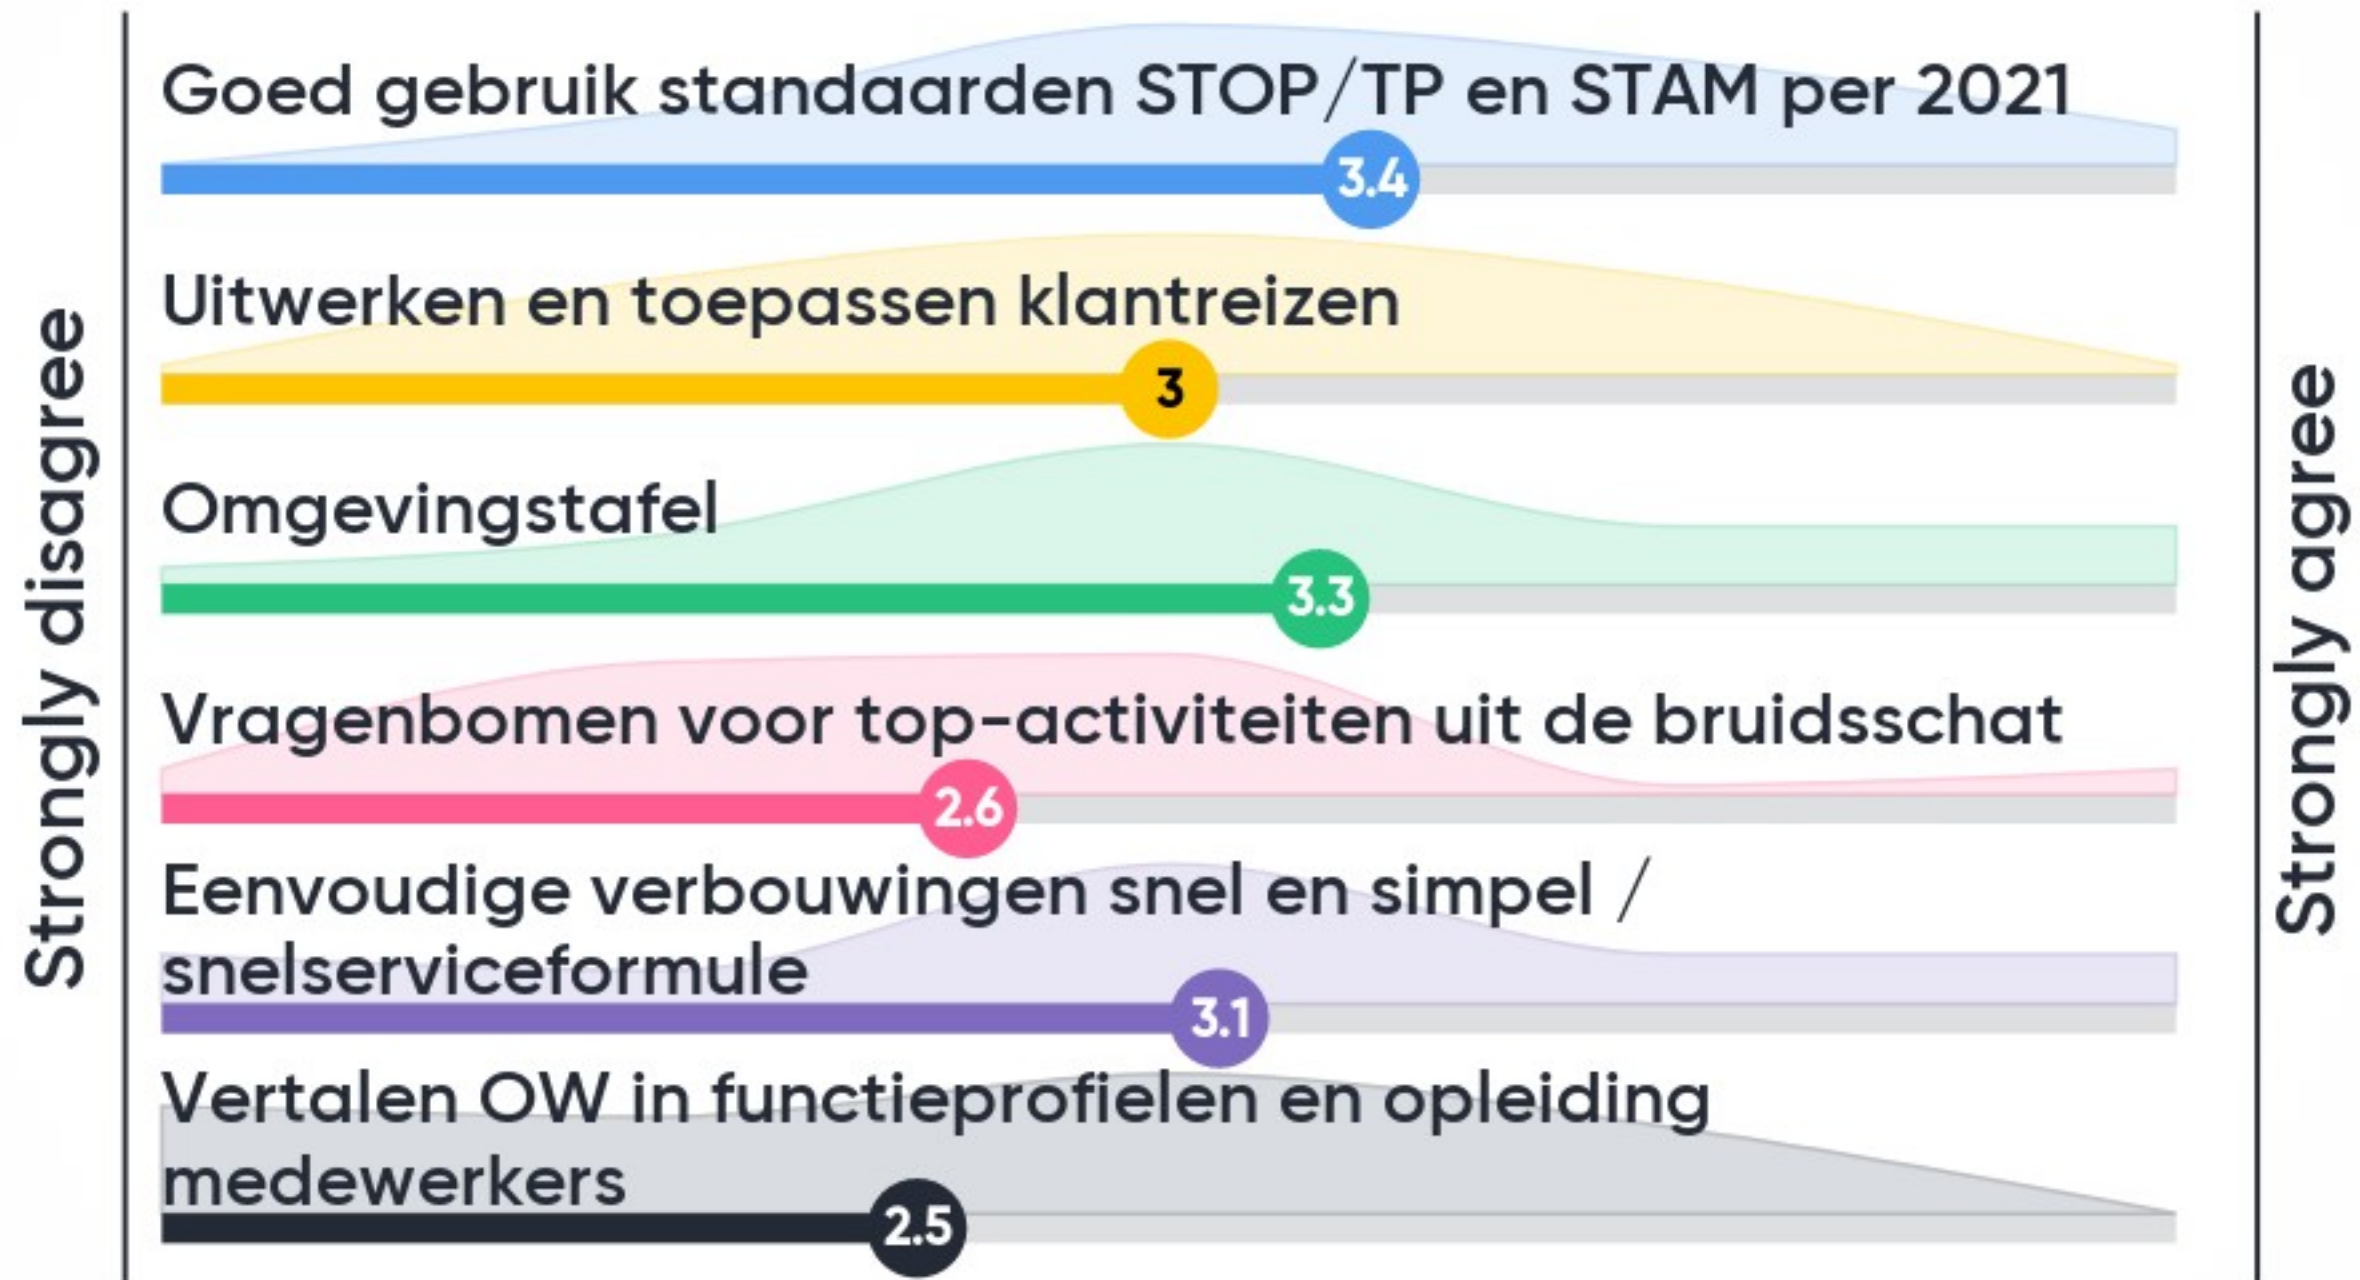 Goed gebruik standaarden STOP/TP en STAM per 2021
3.4
Uitwerken en toepassen klantreizen
3
Omgevingstafel
3.3
Vragenbomen voor top-activiteiten uit de bruidsschat
2.6
Eenvoudige verbouwingen snel en simpel /
snelserviceformule
3.1
Vertalen OW in functieprofielen en opleiding
medewerkers
2.5
Strongly disagree
Strongly agree